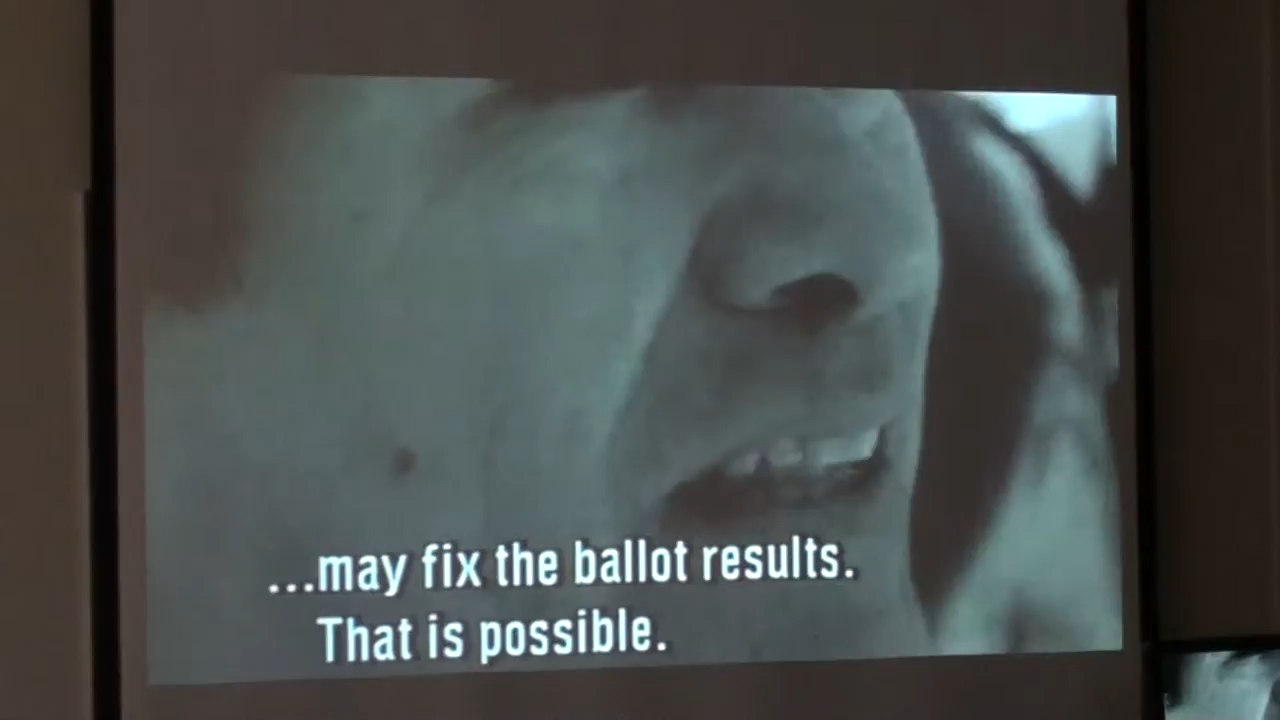 ...may fix the ballot results.
That is possible.